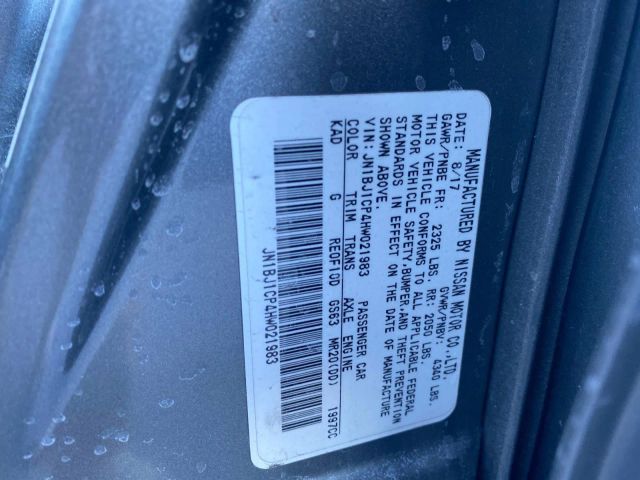 MANUFACTURED BY NISSAN MOTOR CO.,LTD.
DATE: 8/17 GVWR/PNBV: 4340 LBS.
GAWR/PNBE FR: 2325 LBS. RR: 2050 LBS.
THIS VEHICLE CONFORMS TO ALL APPLICABLE FEDERAL
MOTOR VEHICLE SAFETY,BUMPER,AND THEFT PREVENTION
STANDARDS IN EFFECT ON THE DATE OF MANUFACTURE
SHOWN ABOVE.
VIN: JN1BJ1CP4HW021983 PASSENGER CAR
COLOR TRIM TRANS AXLE ENGINE
KAD G RE0F10D GS63 MR20(DD) 1997CC
JN1BJ1CP4HW021983